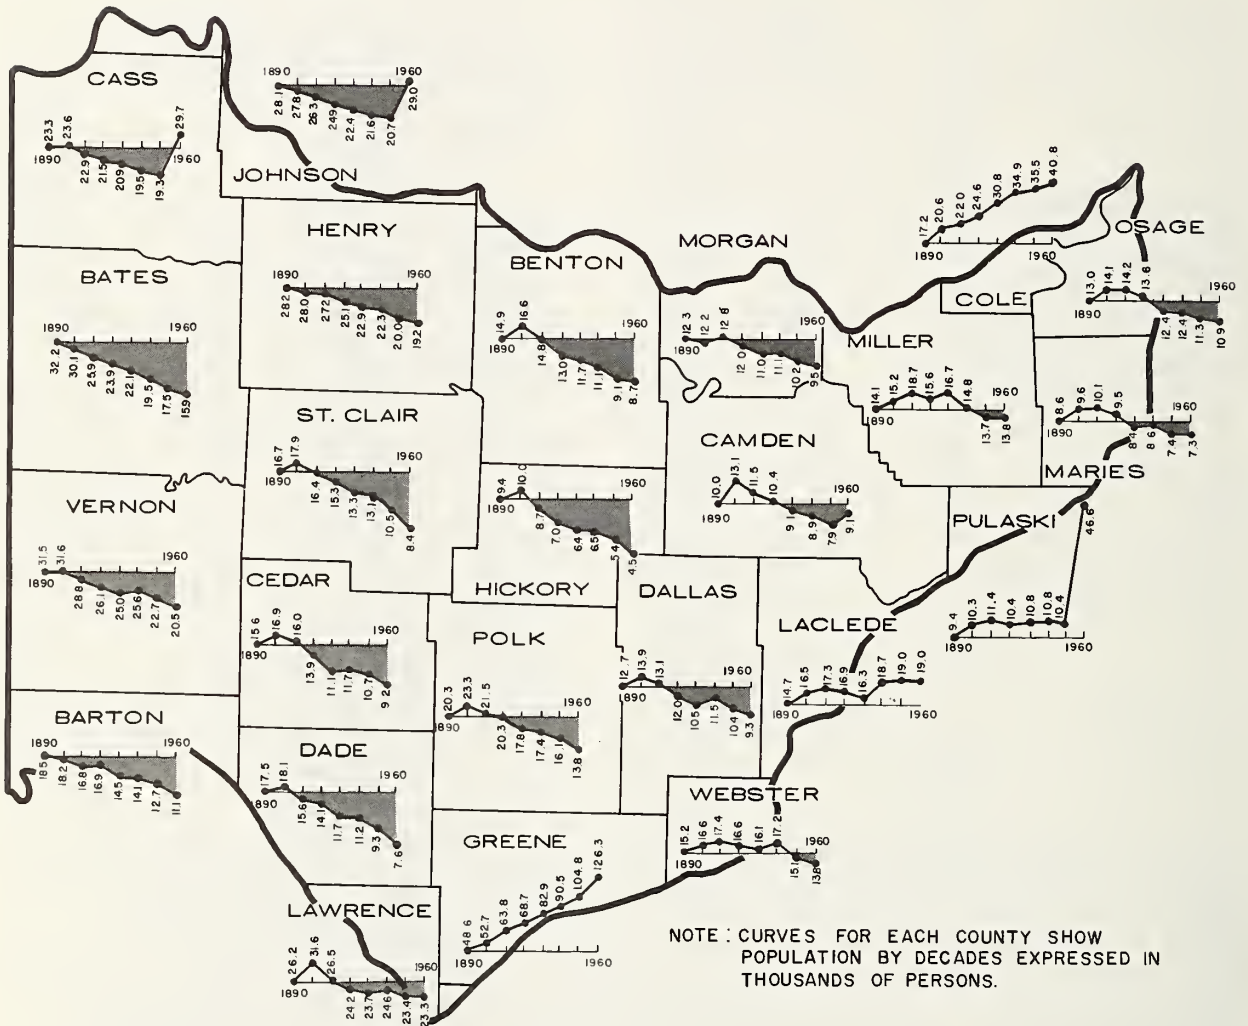 CASS
23.3 23.6 22.9 21.5 20.9 19.5 19.3 29.7
1890 1960
1890 1960
28.1 27.8 26.3 24.9 22.4 21.6 20.7 29.0
JOHNSON
HENRY
1890 1960
28.2 28.0 27.2 25.1 22.9 22.3 20.0 19.2
BATES
1890 1960
32.2 30.1 25.9 23.9 22.1 19.5 17.5 15.9
BENTON
14.9 16.6 14.8 13.0 11.7 11.1 9.1 8.7
1890 1960
MORGAN
12.3 12.2 12.8 12.0 11.0 11.1 10.2 9.5
1890 1960
17.2 20.6 22.0 24.6 30.8 34.9 35.5 40.8
1890 1960
COLE
OSAGE
13.0 14.1 14.2 13.6 12.4 12.4 11.3 10.9
1890 1960
MILLER
14.1 15.2 18.7 15.6 16.7 14.8 13.7 13.8
1890 1960
8.6 9.6 10.1 9.5 8.4 8.6 7.4 7.3
1890 1960
MARIES
ST. CLAIR
16.7 17.9 16.4 15.3 13.3 13.1 10.5 8.4
1890 1960
CAMDEN
10.0 13.1 11.5 10.4 9.1 8.9 7.9 9.1
1890 1960
VERNON
31.5 31.6 28.8 26.1 25.0 25.6 22.7 20.5
1890 1960
9.4 10.0 8.7 7.0 6.4 6.5 5.4 4.5
1890 1960
HICKORY
PULASKI
9.4 10.3 11.4 10.4 10.8 10.8 10.4 46.6
1890 1960
CEDAR
15.6 16.9 16.0 13.9 11.1 11.7 10.7 9.2
1890 1960
DALLAS
12.7 13.9 13.1 12.0 10.5 11.5 10.4 9.3
1890 1960
LACLEDE
14.7 16.5 17.3 16.9 16.3 18.7 19.0 19.0
1890 1960
POLK
20.3 23.3 21.5 20.3 17.8 17.4 16.1 13.8
1890 1960
BARTON
1890 1960
18.5 18.2 16.8 16.9 14.5 14.1 12.7 11.1
DADE
17.5 18.1 15.6 14.1 11.7 11.2 9.3 7.6
1890 1960
WEBSTER
15.2 16.6 17.4 16.6 16.1 17.2 15.1 13.8
1890 1960
GREENE
48.6 52.7 63.8 68.7 82.9 90.5 104.8 126.3
1890 1960
LAWRENCE
26.2 31.6 26.5 24.2 23.7 24.6 23.4 23.3
1890 1960
NOTE : CURVES FOR EACH COUNTY SHOW
POPULATION BY DECADES EXPRESSED IN
THOUSANDS OF PERSONS.